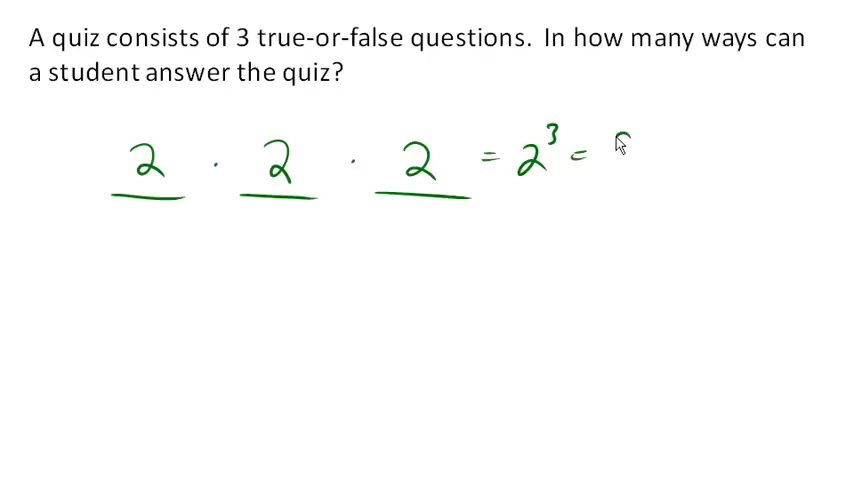 A quiz consists of 3 true-or-false questions. In how many ways can
a student answer the quiz?
2 · 2 · 2 = 2³ =